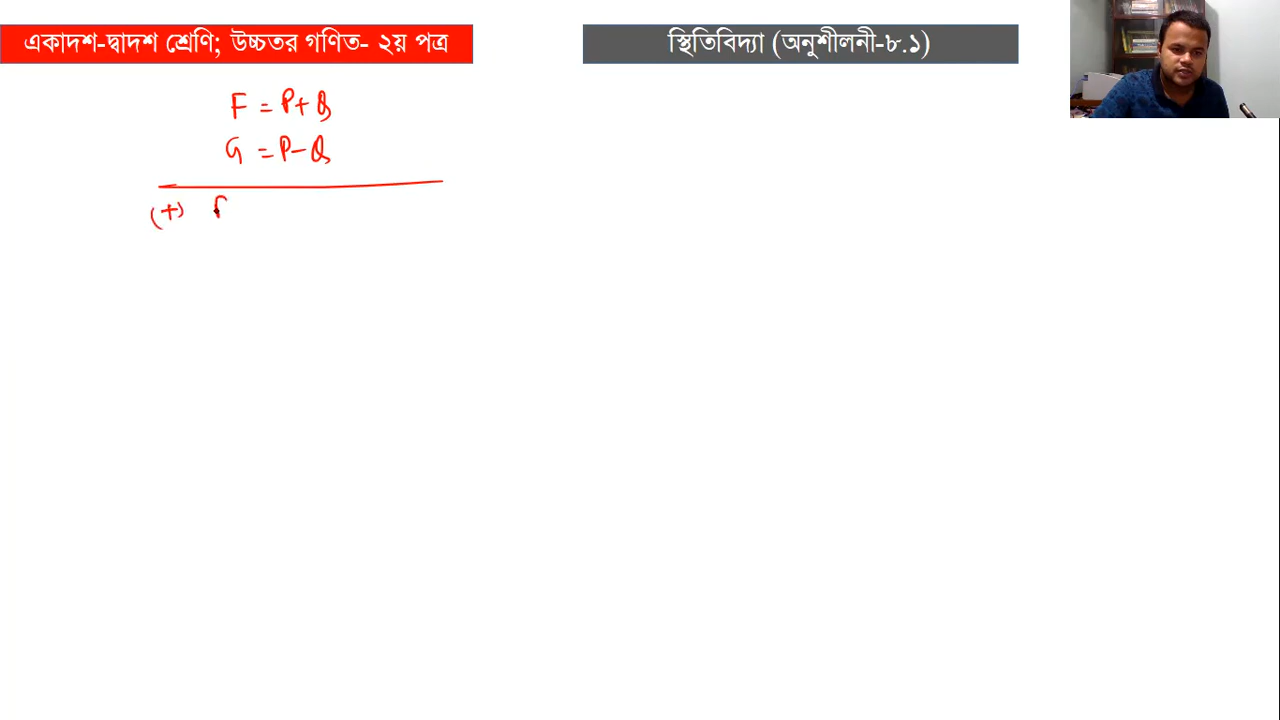 একাদশ-দ্বাদশ শ্রেণি; উচ্চতর গণিত- ২য় পত্র
স্থিতিবিদ্যা (অনুশীলনী-৮.১)
F = P+Q
G = P-Q
(+)